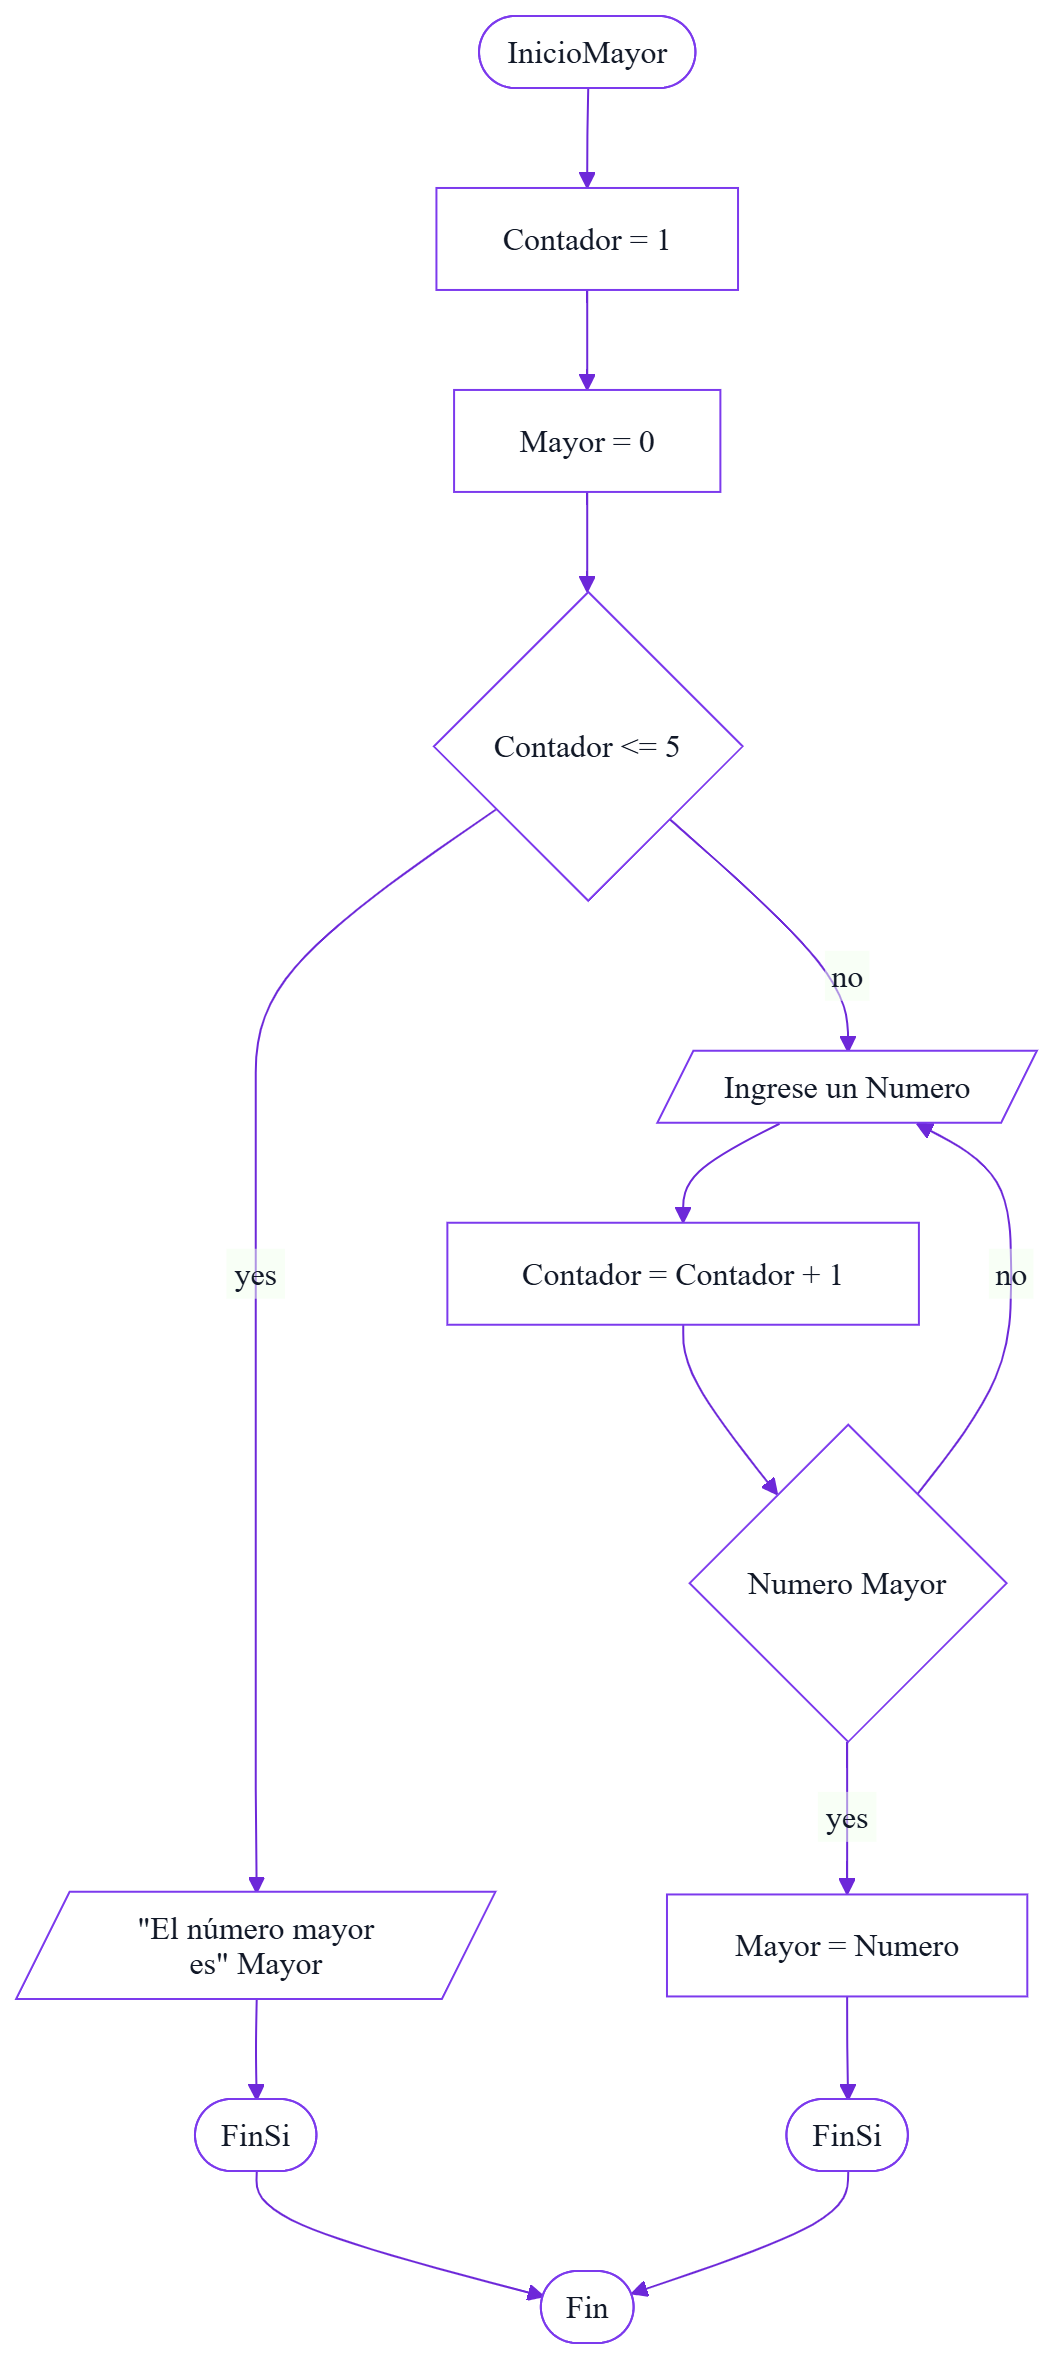 InicioMayor
Contador = 1
Mayor = 0
Contador <= 5
no
Ingrese un Numero
yes
Contador = Contador + 1
no
Numero Mayor
yes
"El número mayor
es" Mayor
Mayor = Numero
FinSi
FinSi
Fin